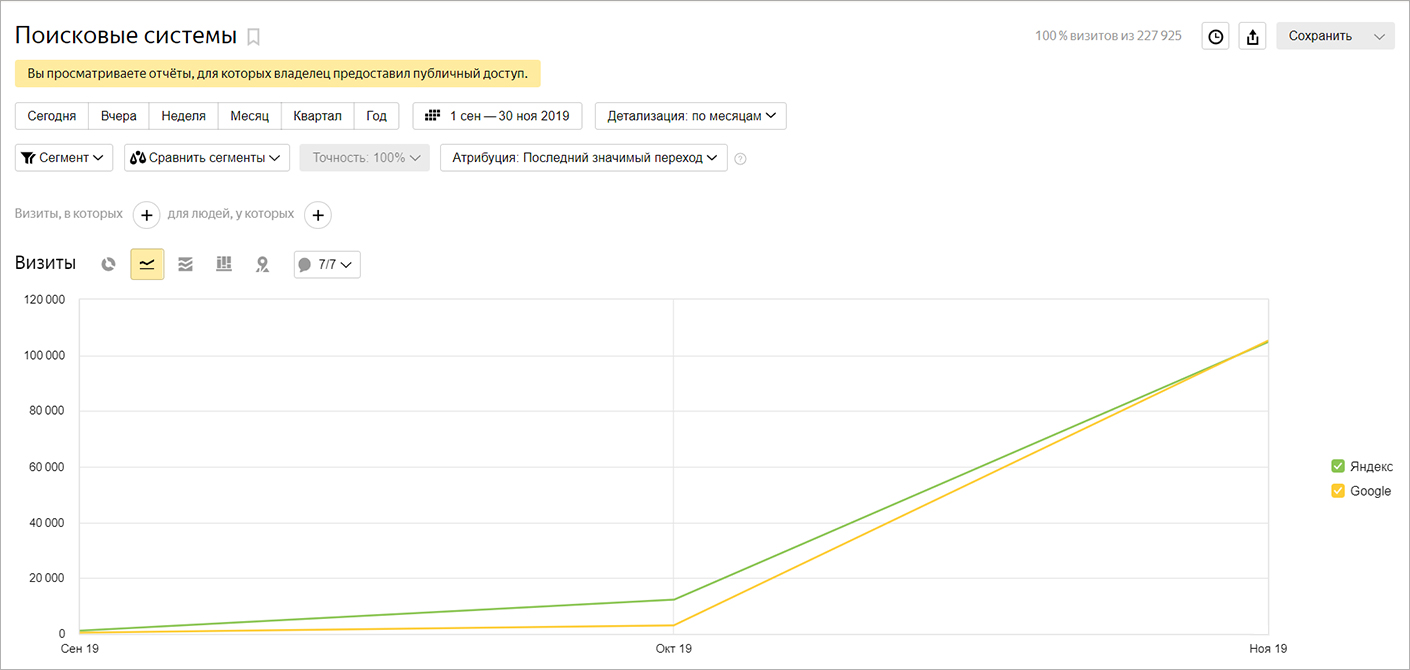 Поисковые системы
100 % визитов из 227 925
Сохранить
Вы просматриваете отчёты, для которых владелец предоставил публичный доступ.
Сегодня Вчера Неделя Месяц Квартал Год 1 сен — 30 ноя 2019 Детализация: по месяцам
Сегмент Сравнить сегменты Точность: 100% Атрибуция: Последний значимый переход ?
Визиты, в которых + для людей, у которых +
Визиты 7/7
120 000
100 000
80 000
60 000
40 000
20 000
0
Сен 19 Окт 19 Ноя 19
Яндекс
Google